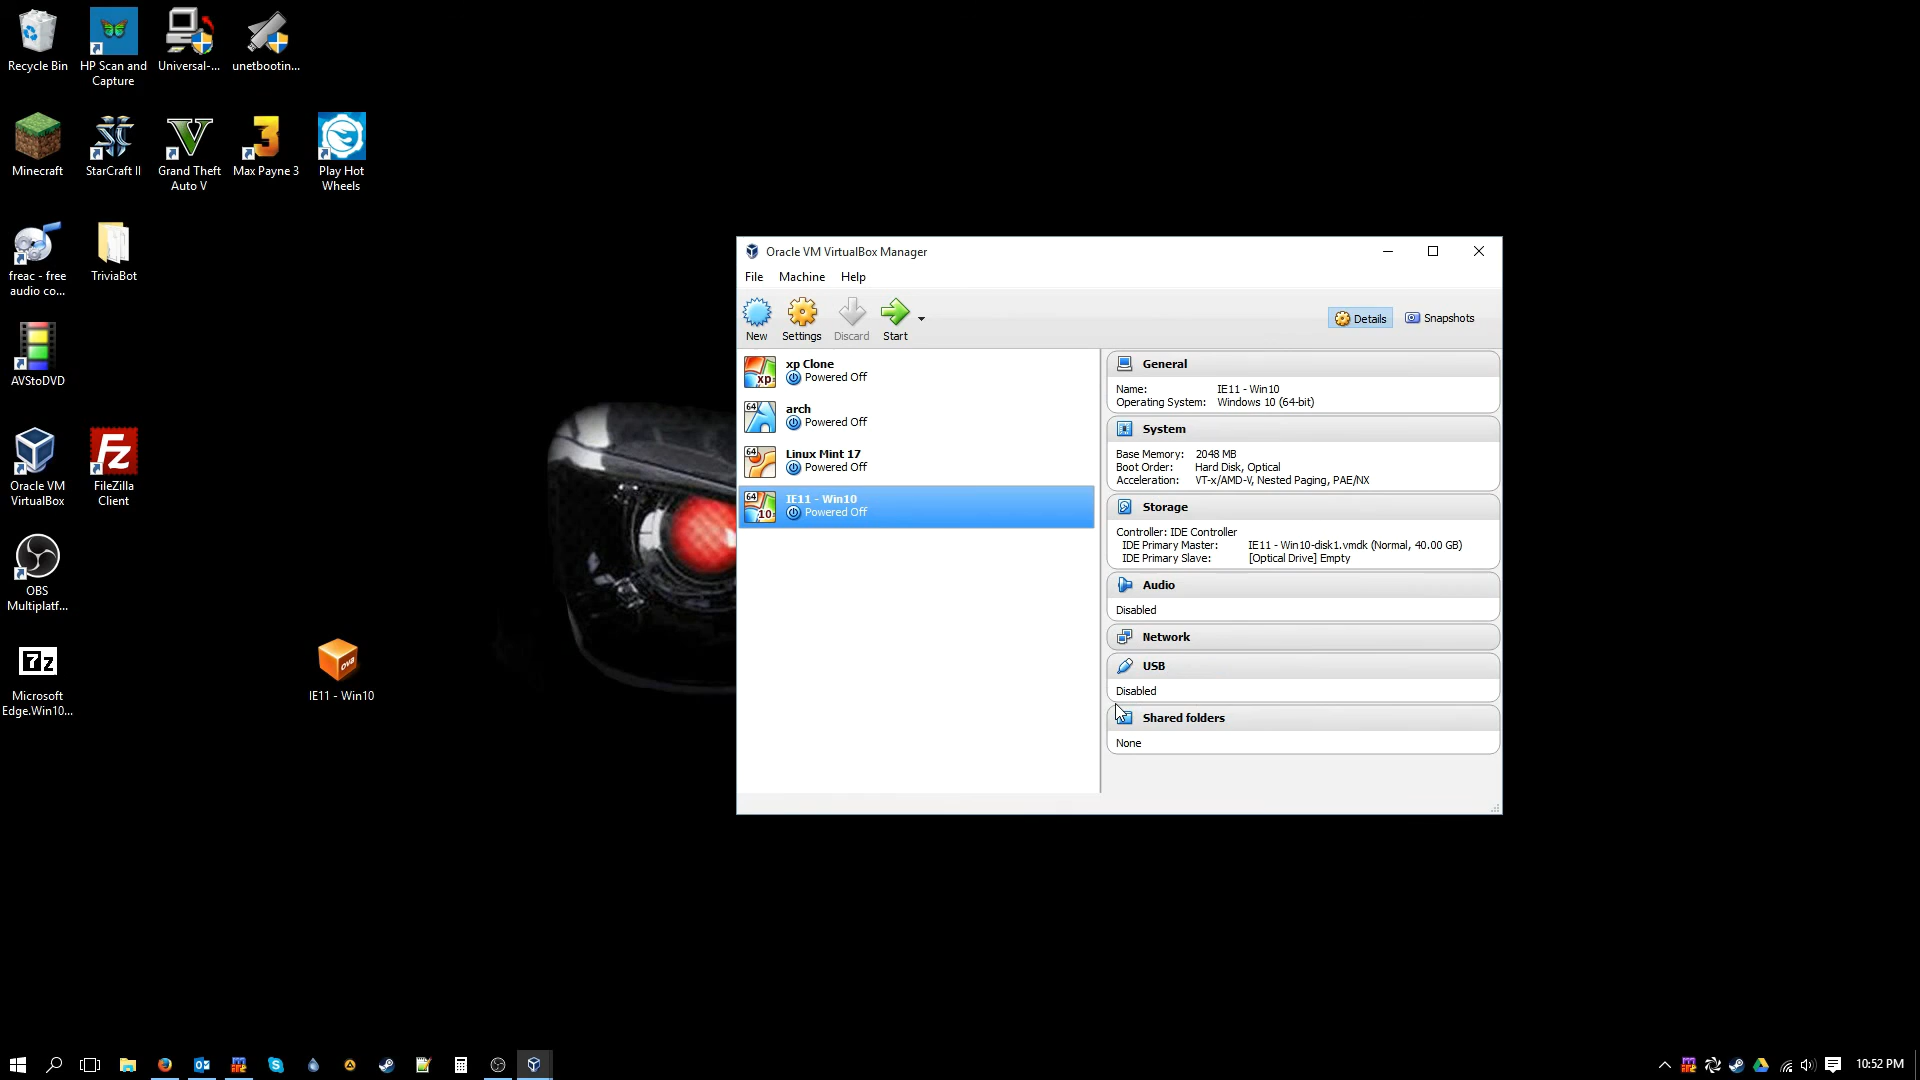 Recycle Bin
HP Scan and
Capture
Universal-...
unetbootin...
Minecraft
StarCraft II
Grand Theft
Auto V
Max Payne 3
Play Hot
Wheels
freac - free
audio co...
TriviaBot
AVStoDVD
Oracle VM
VirtualBox
FileZilla
Client
OBS
Multiplatf...
Microsoft
Edge.Win10...
IE11 - Win10
Oracle VM VirtualBox Manager
File Machine Help
New Settings Discard Start
Details Snapshots
xp Clone
Powered Off
arch
Powered Off
Linux Mint 17
Powered Off
IE11 - Win10
Powered Off
General
Name: IE11 - Win10
Operating System: Windows 10 (64-bit)
System
Base Memory: 2048 MB
Boot Order: Hard Disk, Optical
Acceleration: VT-x/AMD-V, Nested Paging, PAE/NX
Storage
Controller: IDE Controller
IDE Primary Master: IE11 - Win10-disk1.vmdk (Normal, 40.00 GB)
IDE Primary Slave: [Optical Drive] Empty
Audio
Disabled
Network
USB
Disabled
Shared folders
None
10:52 PM